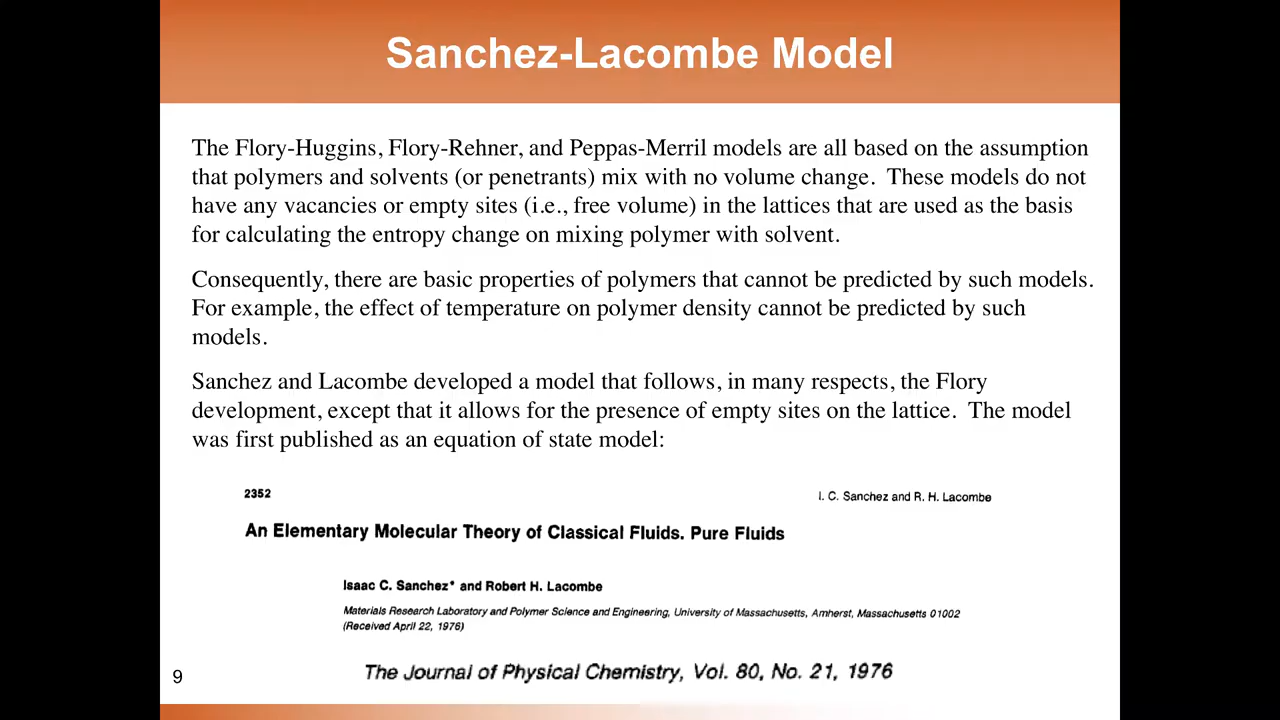 Sanchez-Lacombe Model
The Flory-Huggins, Flory-Rehner, and Peppas-Merril models are all based on the assumption
that polymers and solvents (or penetrants) mix with no volume change.  These models do not
have any vacancies or empty sites (i.e., free volume) in the lattices that are used as the basis
for calculating the entropy change on mixing polymer with solvent.
Consequently, there are basic properties of polymers that cannot be predicted by such models.
For example, the effect of temperature on polymer density cannot be predicted by such
models.
Sanchez and Lacombe developed a model that follows, in many respects, the Flory
development, except that it allows for the presence of empty sites on the lattice.  The model
was first published as an equation of state model:
2352 I. C. Sanchez and R. H. Lacombe
An Elementary Molecular Theory of Classical Fluids. Pure Fluids
Isaac C. Sanchez* and Robert H. Lacombe
Materials Research Laboratory and Polymer Science and Engineering, University of Massachusetts, Amherst, Massachusetts 01002
(Received April 22, 1976)
The Journal of Physical Chemistry, Vol. 80, No. 21, 1976
9